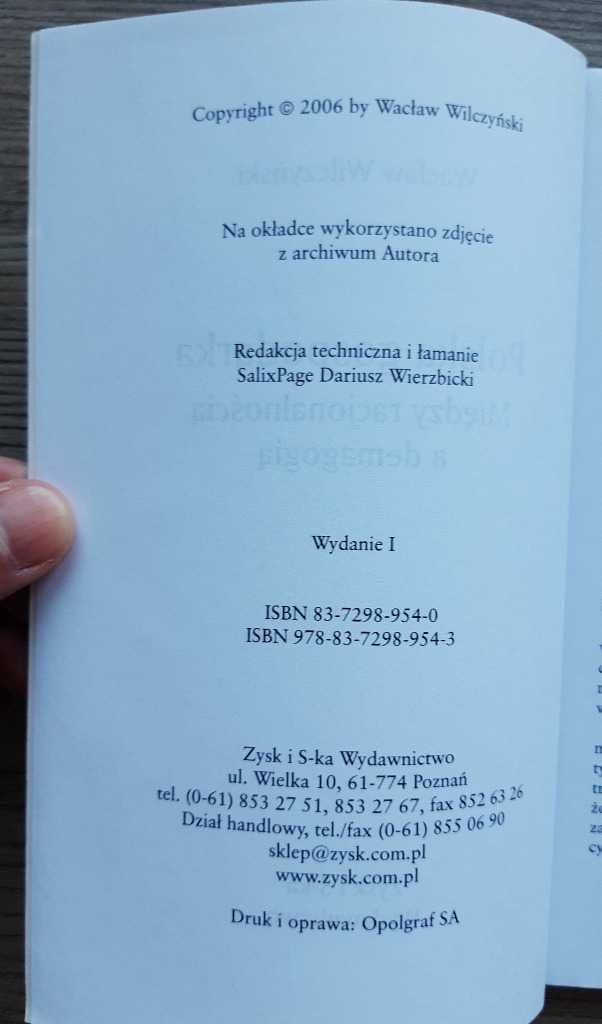 Copyright © 2006 by Wacław Wilczyński
Na okładce wykorzystano zdjęcie
z archiwum Autora
Redakcja techniczna i łamanie
SalixPage Dariusz Wierzbicki
Wydanie I
ISBN 83-7298-954-0
ISBN 978-83-7298-954-3
Zysk i S-ka Wydawnictwo
ul. Wielka 10, 61-774 Poznań
tel. (0-61) 853 27 51, 853 27 67, fax 852 63 26
Dział handlowy, tel./fax (0-61) 855 06 90
sklep@zysk.com.pl
www.zysk.com.pl
Druk i oprawa: Opolgraf SA